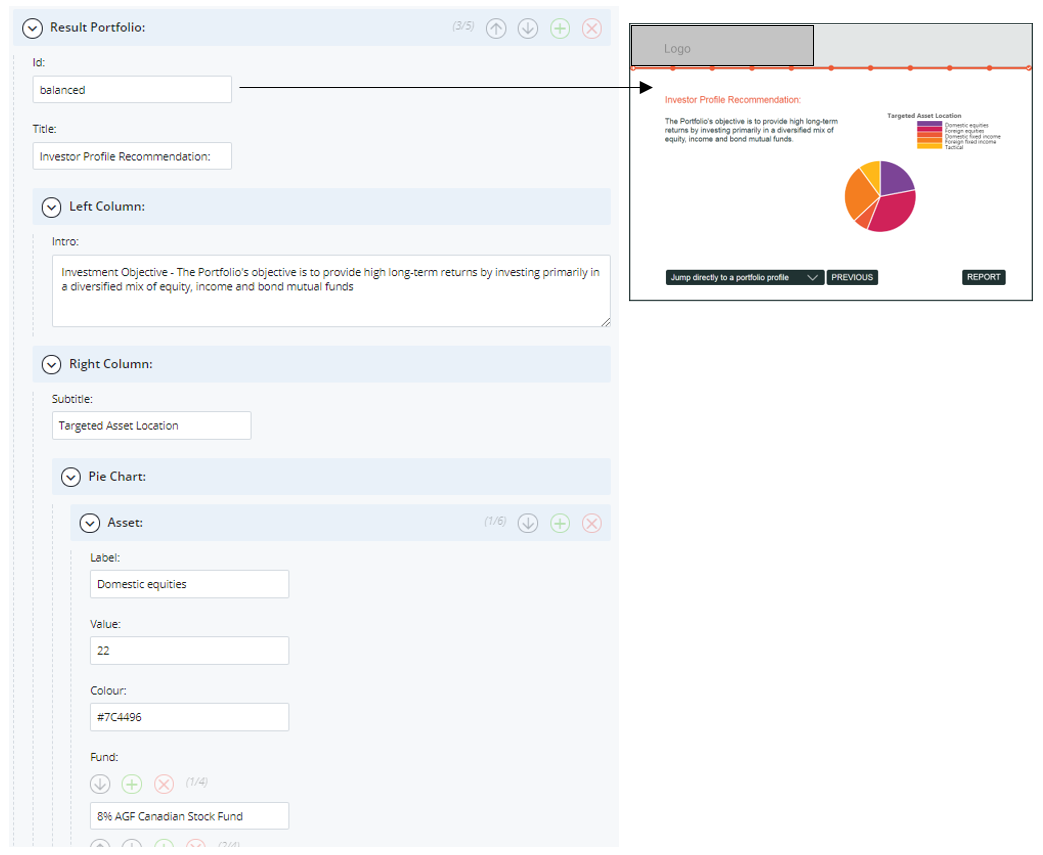 Result Portfolio:
(3/5)
Id:
balanced
Title:
Investor Profile Recommendation:
Left Column:
Intro:
Investment Objective - The Portfolio's objective is to provide high long-term returns by investing primarily in
a diversified mix of equity, income and bond mutual funds
Right Column:
Subtitle:
Targeted Asset Location
Pie Chart:
Asset:
(1/6)
Label:
Domestic equities
Value:
22
Colour:
#7C4496
Fund:
(1/4)
8% AGF Canadian Stock Fund
(2/4)
Logo
Investor Profile Recommendation:
The Portfolio's objective is to provide high long-term
returns by investing primarily in a diversified mix of
equity, income and bond mutual funds.
Targeted Asset Location
Domestic equities
Foreign equities
Domestic fixed income
Foreign fixed income
Tactical
Jump directly to a portfolio profile
PREVIOUS
REPORT